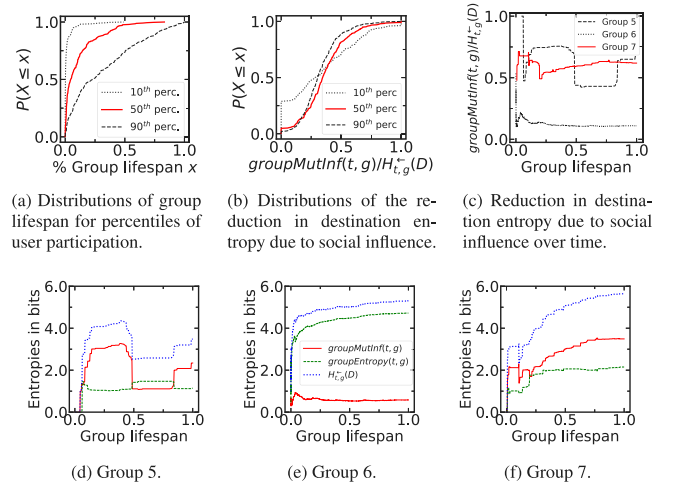 P(X ≤ x)
1.0
0.5
0.0
10th perc.
50th perc.
90th perc.
0.0 0.5 1.0
% Group lifespan x
(a) Distributions of group
lifespan for percentiles of
user participation.
P(X ≤ x)
1.0
0.5
0.0
10th perc.
50th perc.
90th perc.
0.0 0.5 1.0
groupMutInf(t, g)/H←t,g(D)
(b) Distributions of the re-
duction in destination en-
tropy due to social influence.
groupMutInf(t, g)/H←t,g(D)
1.0
0.5
0.0
Group 5
Group 6
Group 7
0.0 0.5 1.0
Group lifespan
(c) Reduction in desti-
nation entropy due to social
influence over time.
Entropies in bits
6.0
4.0
2.0
0.0
0.0 0.5 1.0
Group lifespan
(d) Group 5.
Entropies in bits
6.0
4.0
2.0
0.0
groupMutInf(t, g)
groupEntropy(t, g)
H←t,g(D)
0.0 0.5 1.0
Group lifespan
(e) Group 6.
Entropies in bits
6.0
4.0
2.0
0.0
0.0 0.5 1.0
Group lifespan
(f) Group 7.